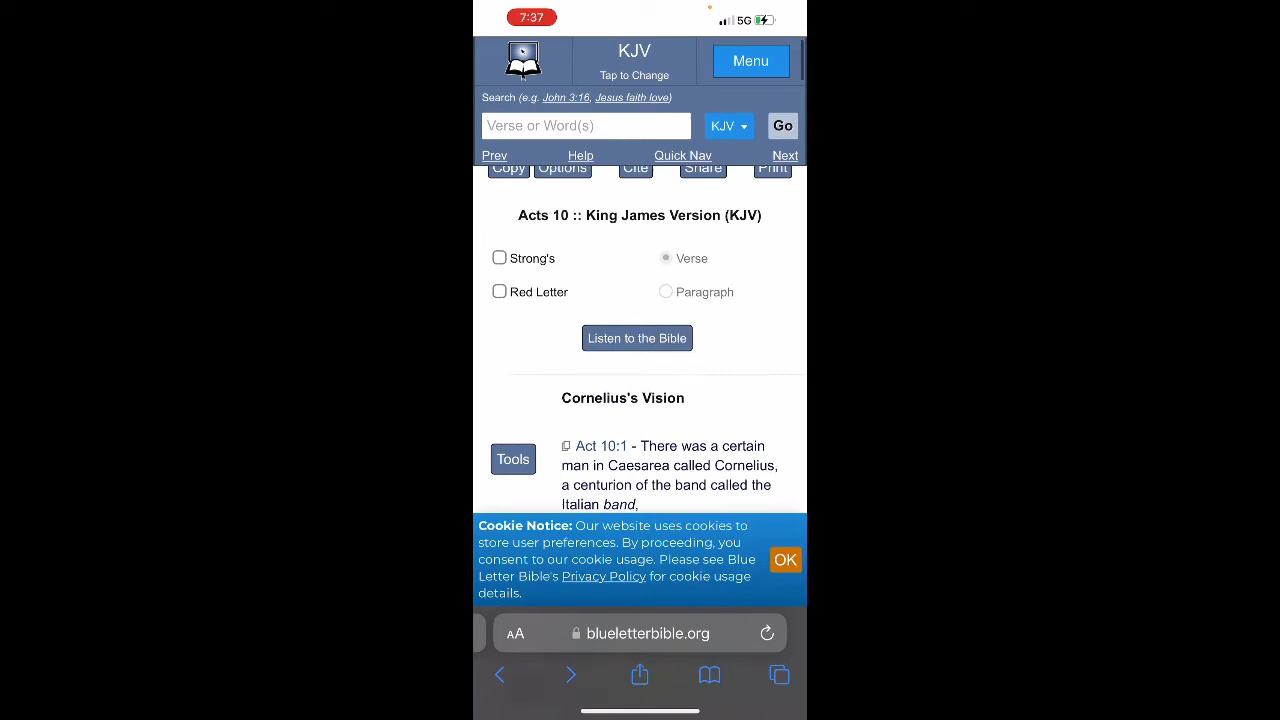 7:37
5G
KJV
Tap to Change
Menu
Search (e.g. John 3:16, Jesus faith love)
Verse or Word(s)
KJV
Go
Prev
Help
Quick Nav
Next
Copy
Options
Cite
Share
Print
Acts 10 :: King James Version (KJV)
Strong's
Verse
Red Letter
Paragraph
Listen to the Bible
Cornelius's Vision
Tools
Act 10:1 - There was a certain
man in Caesarea called Cornelius,
a centurion of the band called the
Italian band,
Cookie Notice: Our website uses cookies to
store user preferences. By proceeding, you
consent to our cookie usage. Please see Blue
Letter Bible's Privacy Policy for cookie usage
details.
OK
AA
blueletterbible.org